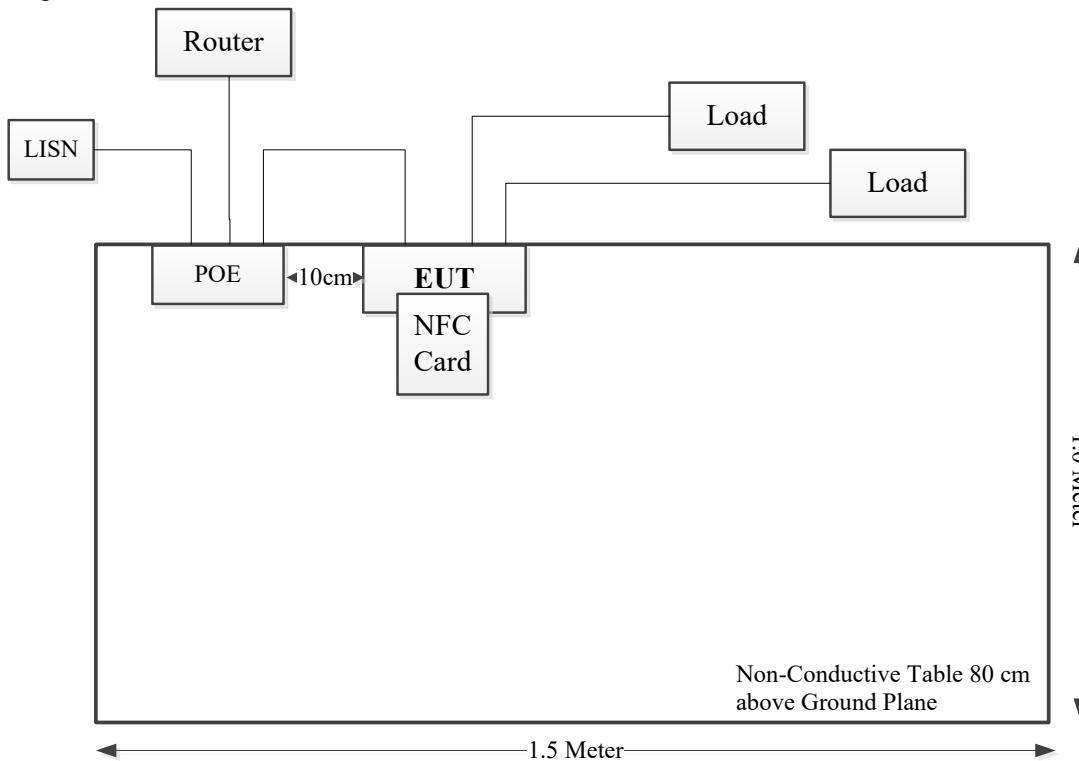 Router
Load
LISN
Load
POE
10cm
EUT
NFC
Card
Non-Conductive Table 80 cm
above Ground Plane
1.5 Meter